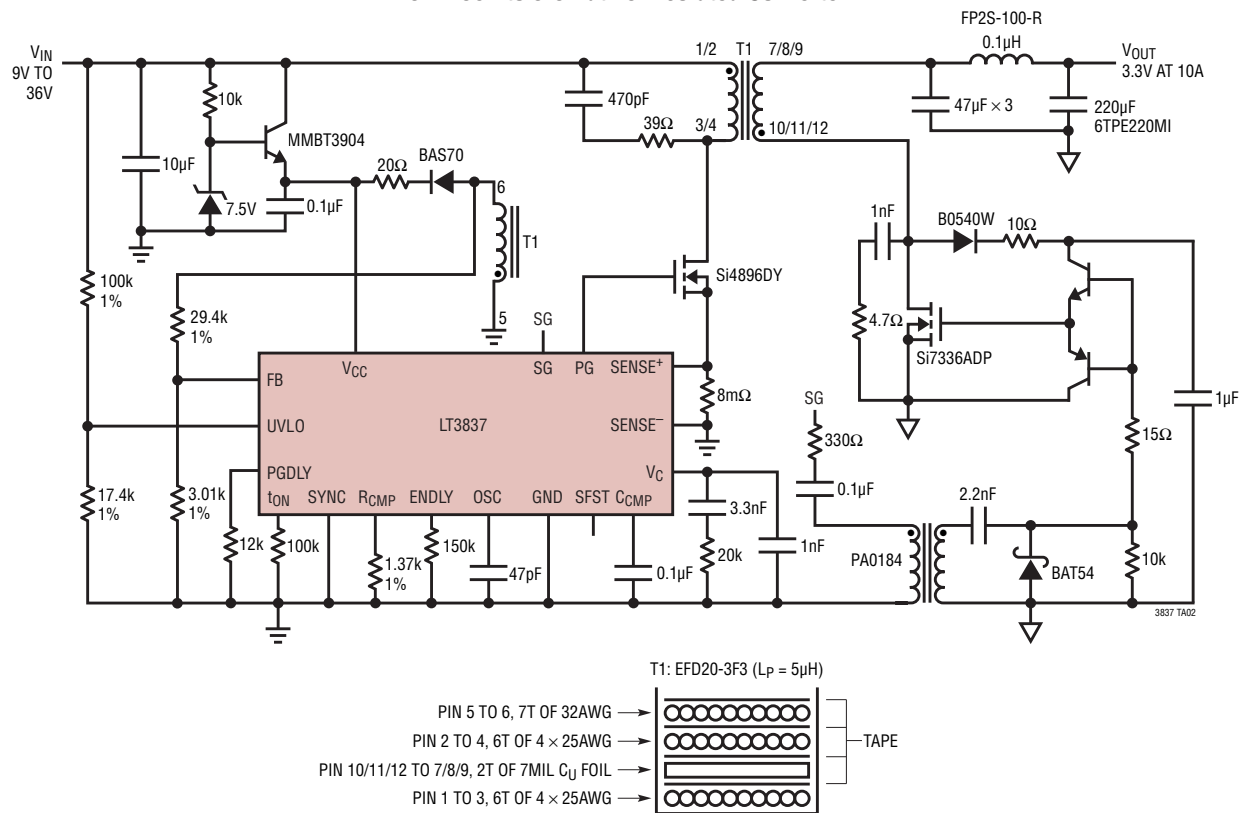 FP2S-100-R
0.1µH
VIN
9V TO
36V
VOUT
3.3V AT 10A
1/2
T1
7/8/9
10k
MMBT3904
470pF
39Ω
3/4
10/11/12
47µF × 3
220µF
6TPE220MI
10µF
7.5V
0.1µF
20Ω
BAS70
6
T1
5
1nF
B0540W
10Ω
Si4896DY
4.7Ω
Si7336ADP
1µF
100k
1%
29.4k
1%
SG
VCC
SG
PG
SENSE+
FB
8mΩ
UVLO
LT3837
SENSE–
SG
330Ω
15Ω
PGDLY
VC
tON
SYNC
RCMP
ENDLY
OSC
GND
SFST
CCMP
17.4k
1%
3.01k
1%
12k
100k
1.37k
1%
150k
47pF
0.1µF
3.3nF
20k
1nF
0.1µF
2.2nF
PA0184
BAT54
10k
3837 TA02
T1: EFD20-3F3 (LP = 5µH)
PIN 5 TO 6, 7T OF 32AWG
PIN 2 TO 4, 6T OF 4 × 25AWG
TAPE
PIN 10/11/12 TO 7/8/9, 2T OF 7MIL CU FOIL
PIN 1 TO 3, 6T OF 4 × 25AWG